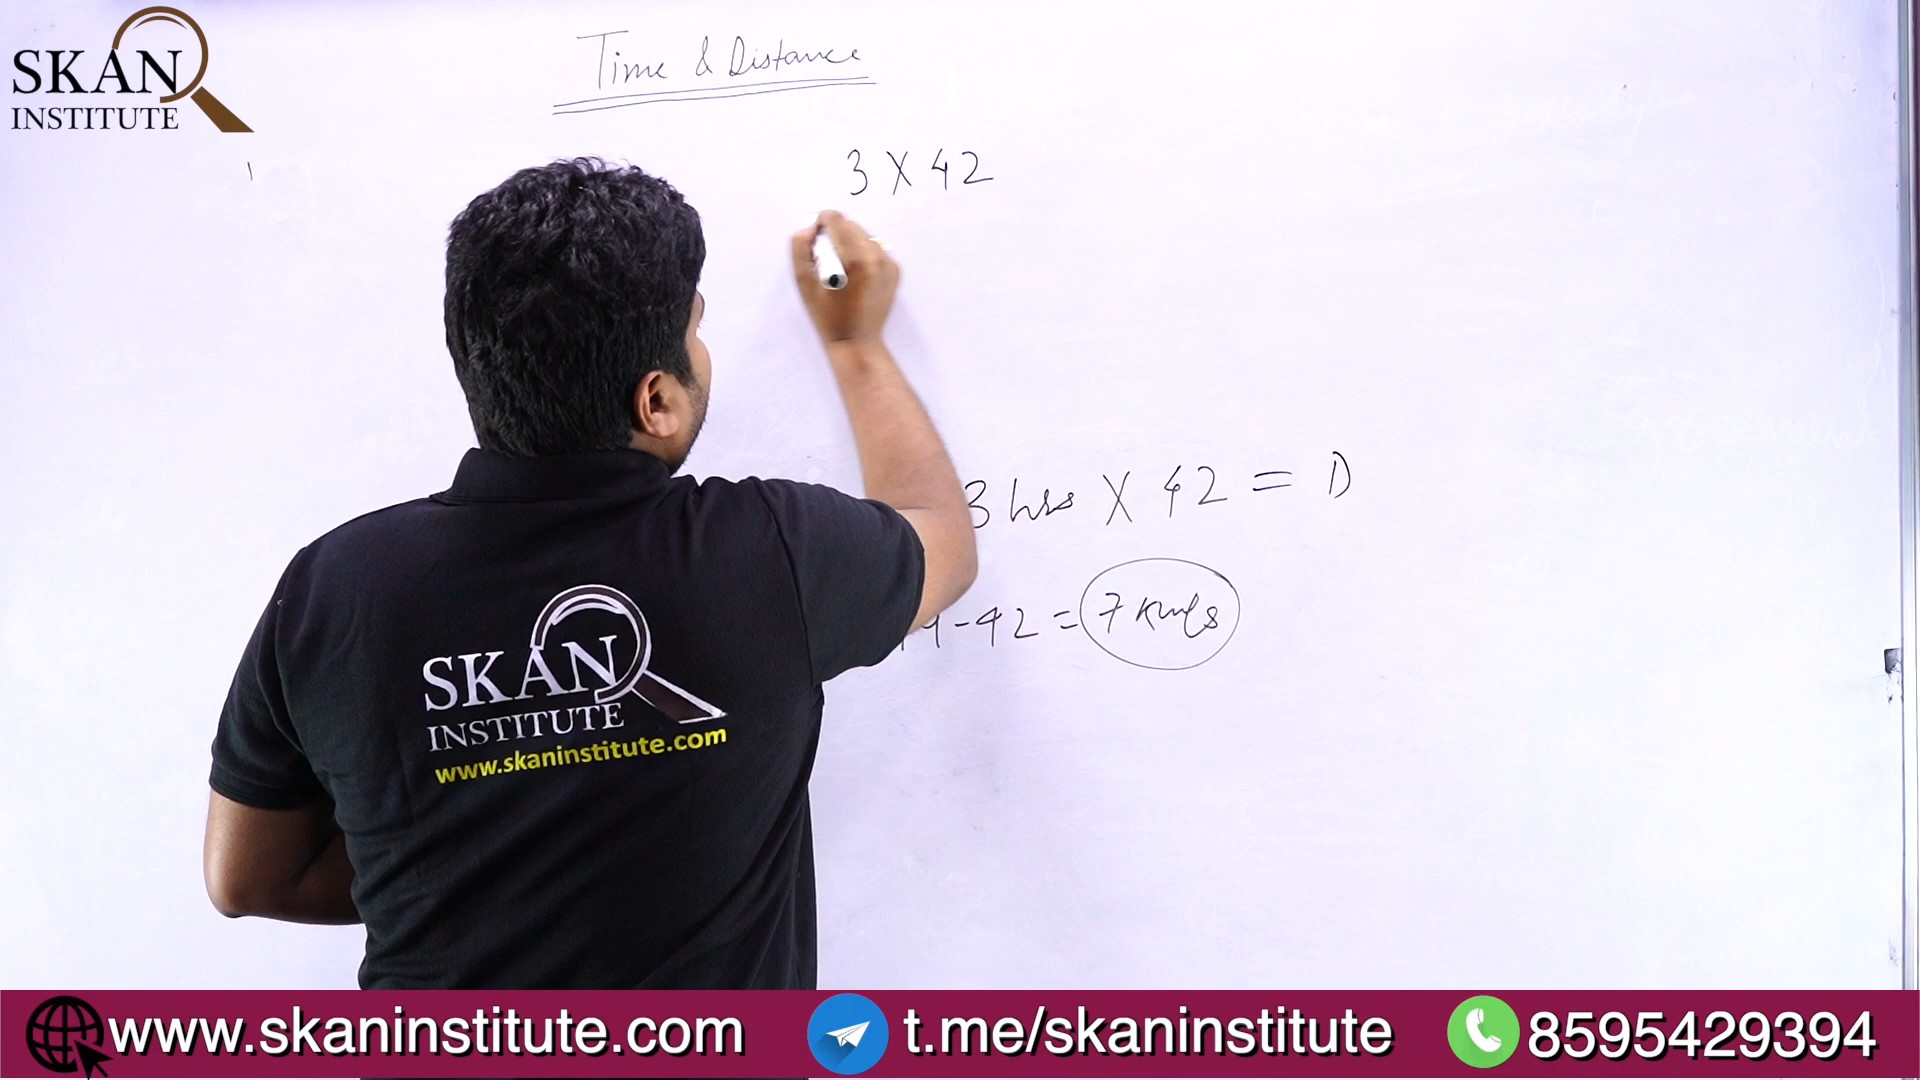 SKAN
INSTITUTE
Time & Distance
3 X 42
3 hrs X 42 = D
- 42 = 7 Kmls
SKAN
INSTITUTE
www.skaninstitute.com
www.skaninstitute.com t.me/skaninstitute 8595429394